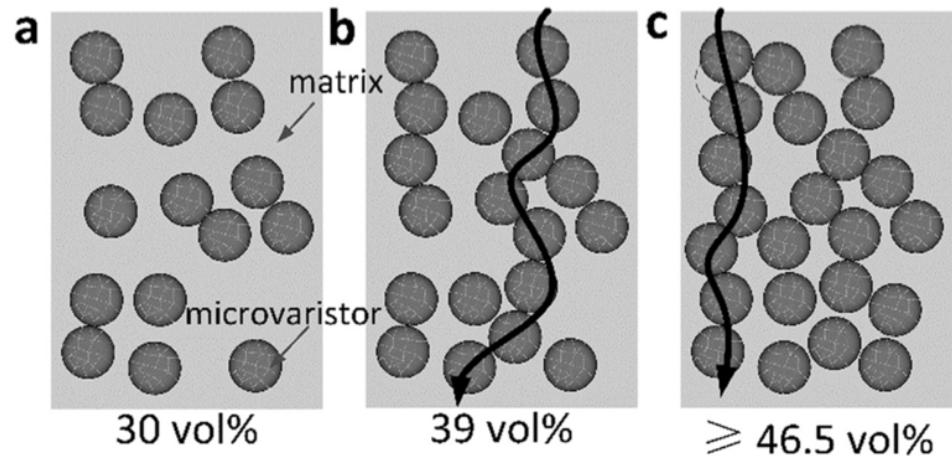 a
b
c
matrix
microvaristor
30 vol%
39 vol%
⩾ 46.5 vol%